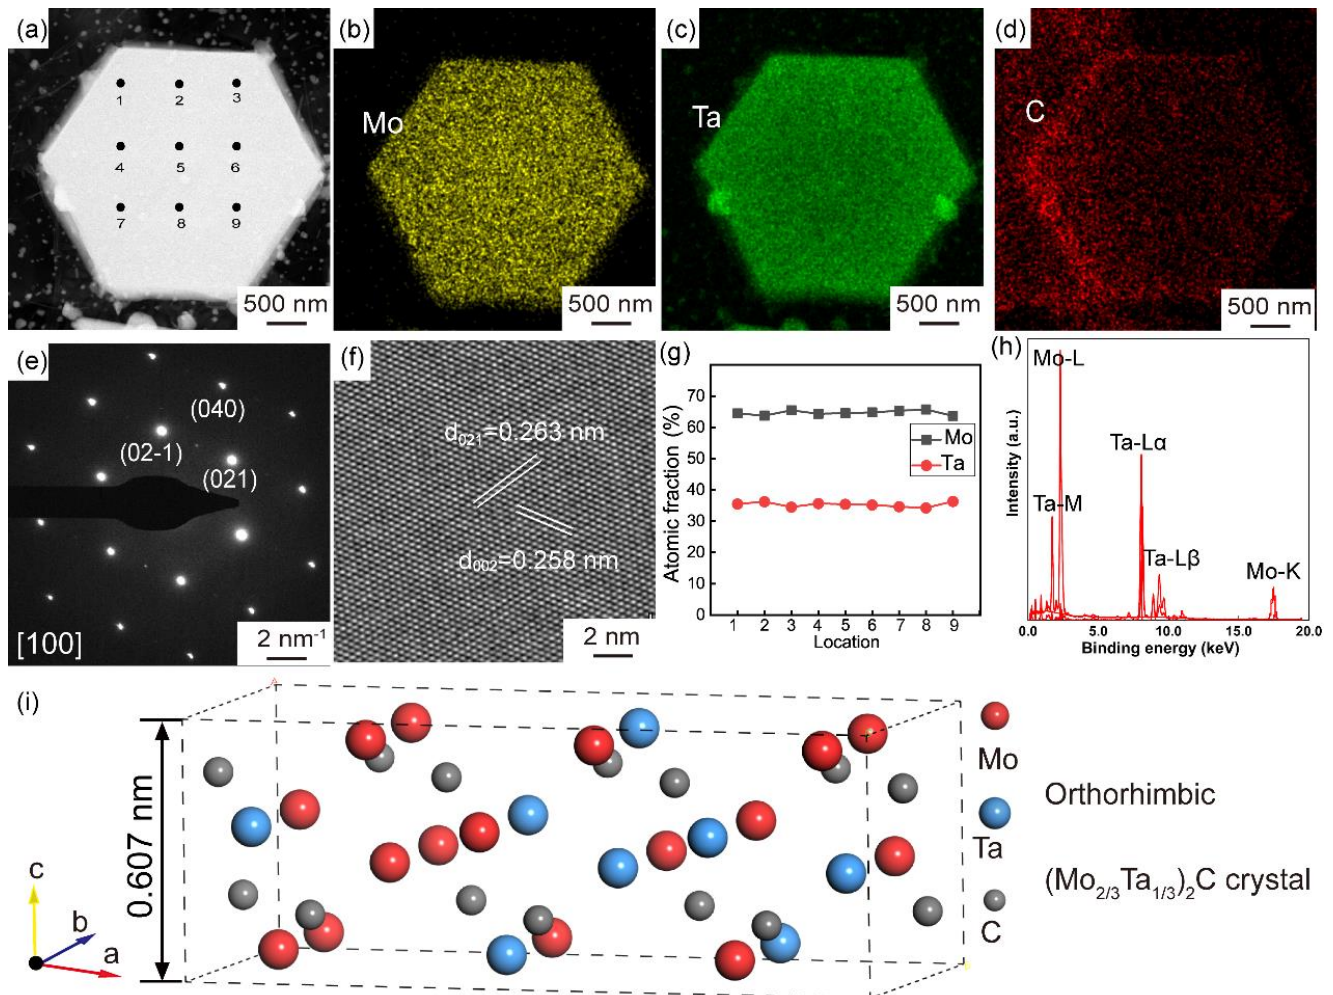 (a)
1 2 3
4 5 6
7 8 9
500 nm
(b)
Mo
500 nm
(c)
Ta
500 nm
(d)
C
500 nm
(e)
(040)
(02-1)
(021)
[100]
2 nm⁻¹
(f)
d₀₂₁=0.263 nm
d₀₀₂=0.258 nm
2 nm
(g)
Atomic fraction (%)
70
60
50
40
30
20
10
0
Mo
Ta
1 2 3 4 5 6 7 8 9
Location
(h)
Intensity (a.u.)
Mo-L
Ta-Lα
Ta-M
Ta-Lβ
Mo-K
0.0 5.0 10.0 15.0 20.0
Binding energy (keV)
(i)
0.607 nm
c
b
a
Mo
Ta
C
Orthorhimbic
(Mo₂/₃Ta₁/₃)₂C crystal